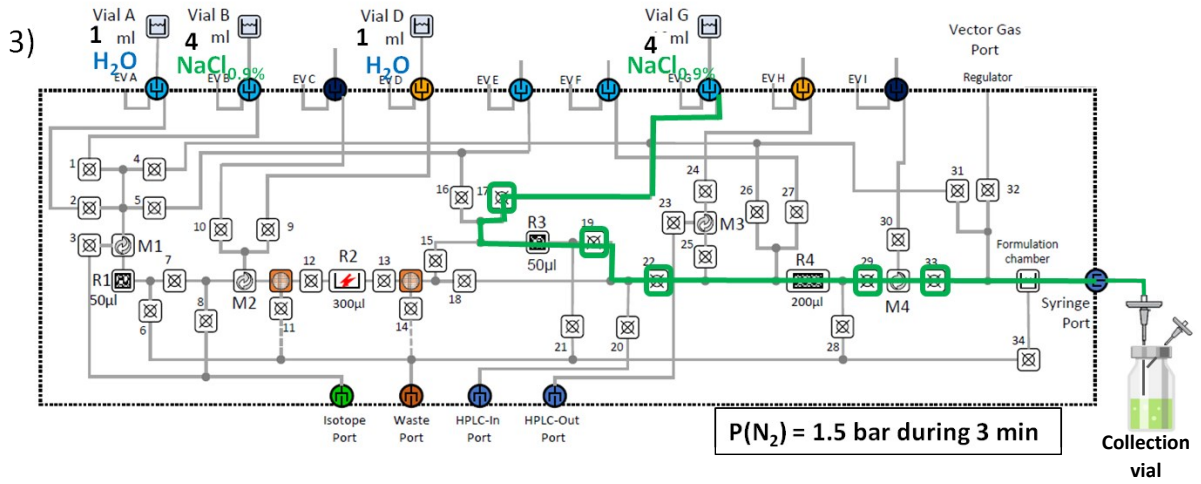 3)
Vial A
1 ml
H2O
Vial B
4 ml
NaCl0.9%
Vial D
1 ml
H2O
Vial G
4 ml
NaCl0.9%
Vector Gas
Port
Regulator
EV A
EV B
EV C
EV D
EV E
EV F
EV G
EV H
EV I
1
4
2
5
3
M1
R1
50µl
7
6
8
10
9
M2
11
12
R2
300µl
13
14
15
16
17
18
R3
50µl
19
21
20
22
23
24
M3
25
26
27
R4
200µl
28
29
30
M4
31
32
33
34
Formulation
chamber
Syringe
Port
Isotope
Port
Waste
Port
HPLC-In
Port
HPLC-Out
Port
P(N2) = 1.5 bar during 3 min
Collection
vial